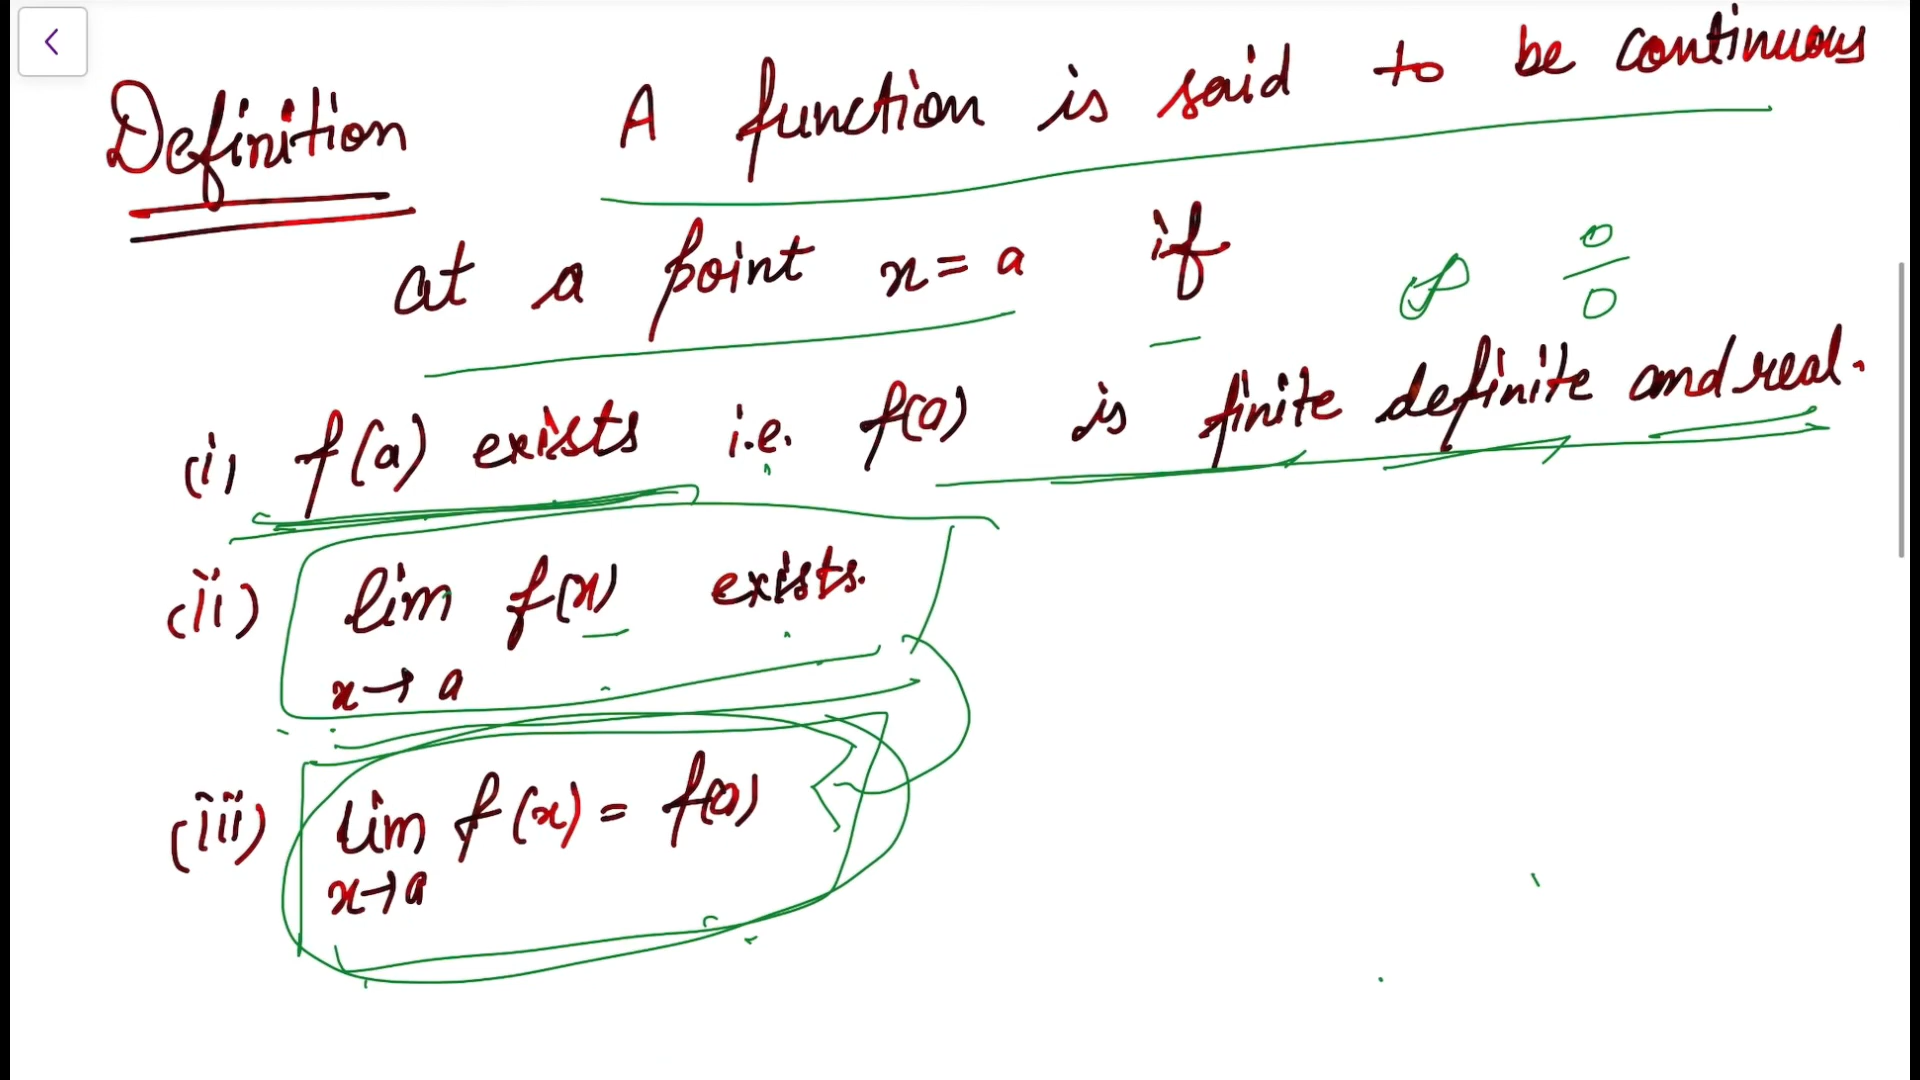 Definition A function is said to be continuous
at a point x = a if
0/0
(i) f(a) exists i.e. f(a) is finite definite and real.
(ii) lim f(x) exists.
x→a
(iii) lim f(x) = f(a)
x→a